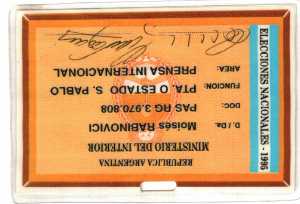 REPUBLICA ARGENTINA
MINISTERIO DEL INTERIOR
D. / Da: Moisés RABINOVICI
DOC: PAS RG 3.970.808
FUNCION: PTA. O ESTADO S. PABLO
AREA: PRENSA INTERNACIONAL
ELECCIONES NACIONALES - 1995